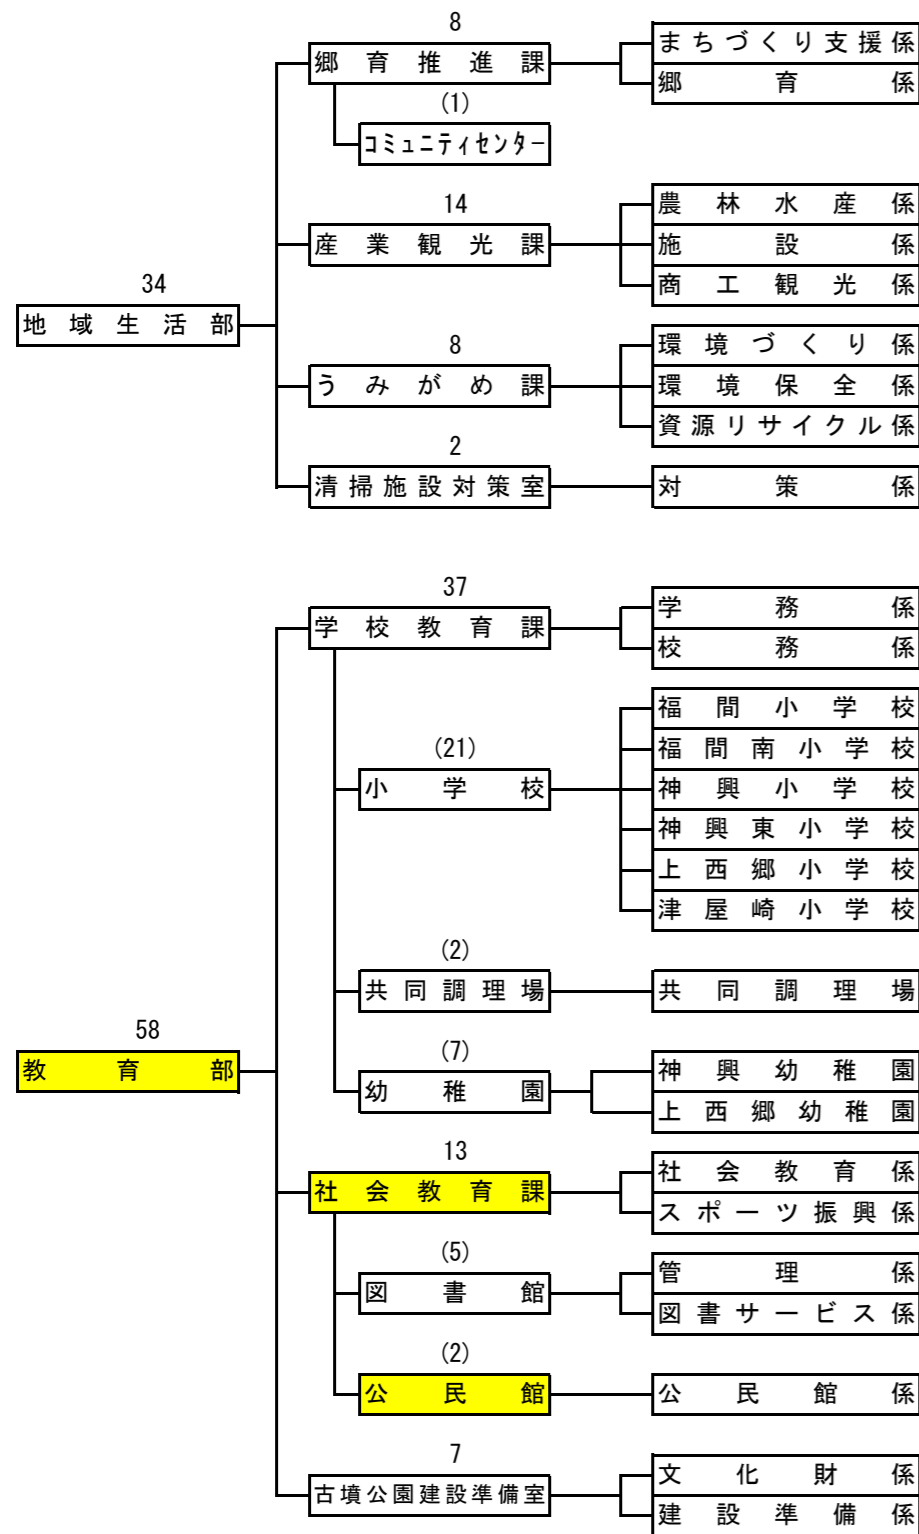 8
郷育推進課
まちづくり支援係
郷育係
(1)
コミュニティセンター
14
産業観光課
農林水産係
施設係
商工観光係
34
地域生活部
8
うみがめ課
環境づくり係
環境保全係
資源リサイクル係
2
清掃施設対策室
対策係
37
学校教育課
学務係
校務係
(21)
小学校
福間小学校
福間南小学校
神興小学校
神興東小学校
上西郷小学校
津屋崎小学校
(2)
共同調理場
共同調理場
58
教育部
(7)
幼稚園
神興幼稚園
上西郷幼稚園
13
社会教育課
社会教育係
スポーツ振興係
(5)
図書館
管理係
図書サービス係
(2)
公民館
公民館係
7
古墳公園建設準備室
文化財係
建設準備係